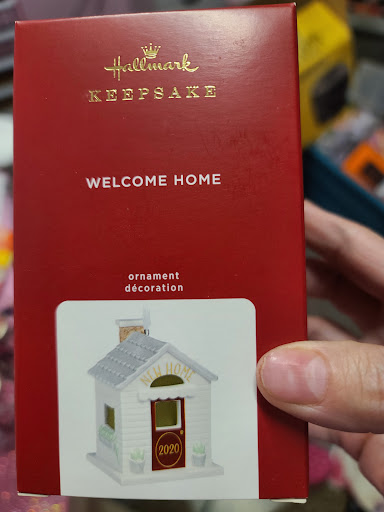 Hallmark
KEEPSAKE
WELCOME HOME
ornament
décoration
NEW HOME
2020